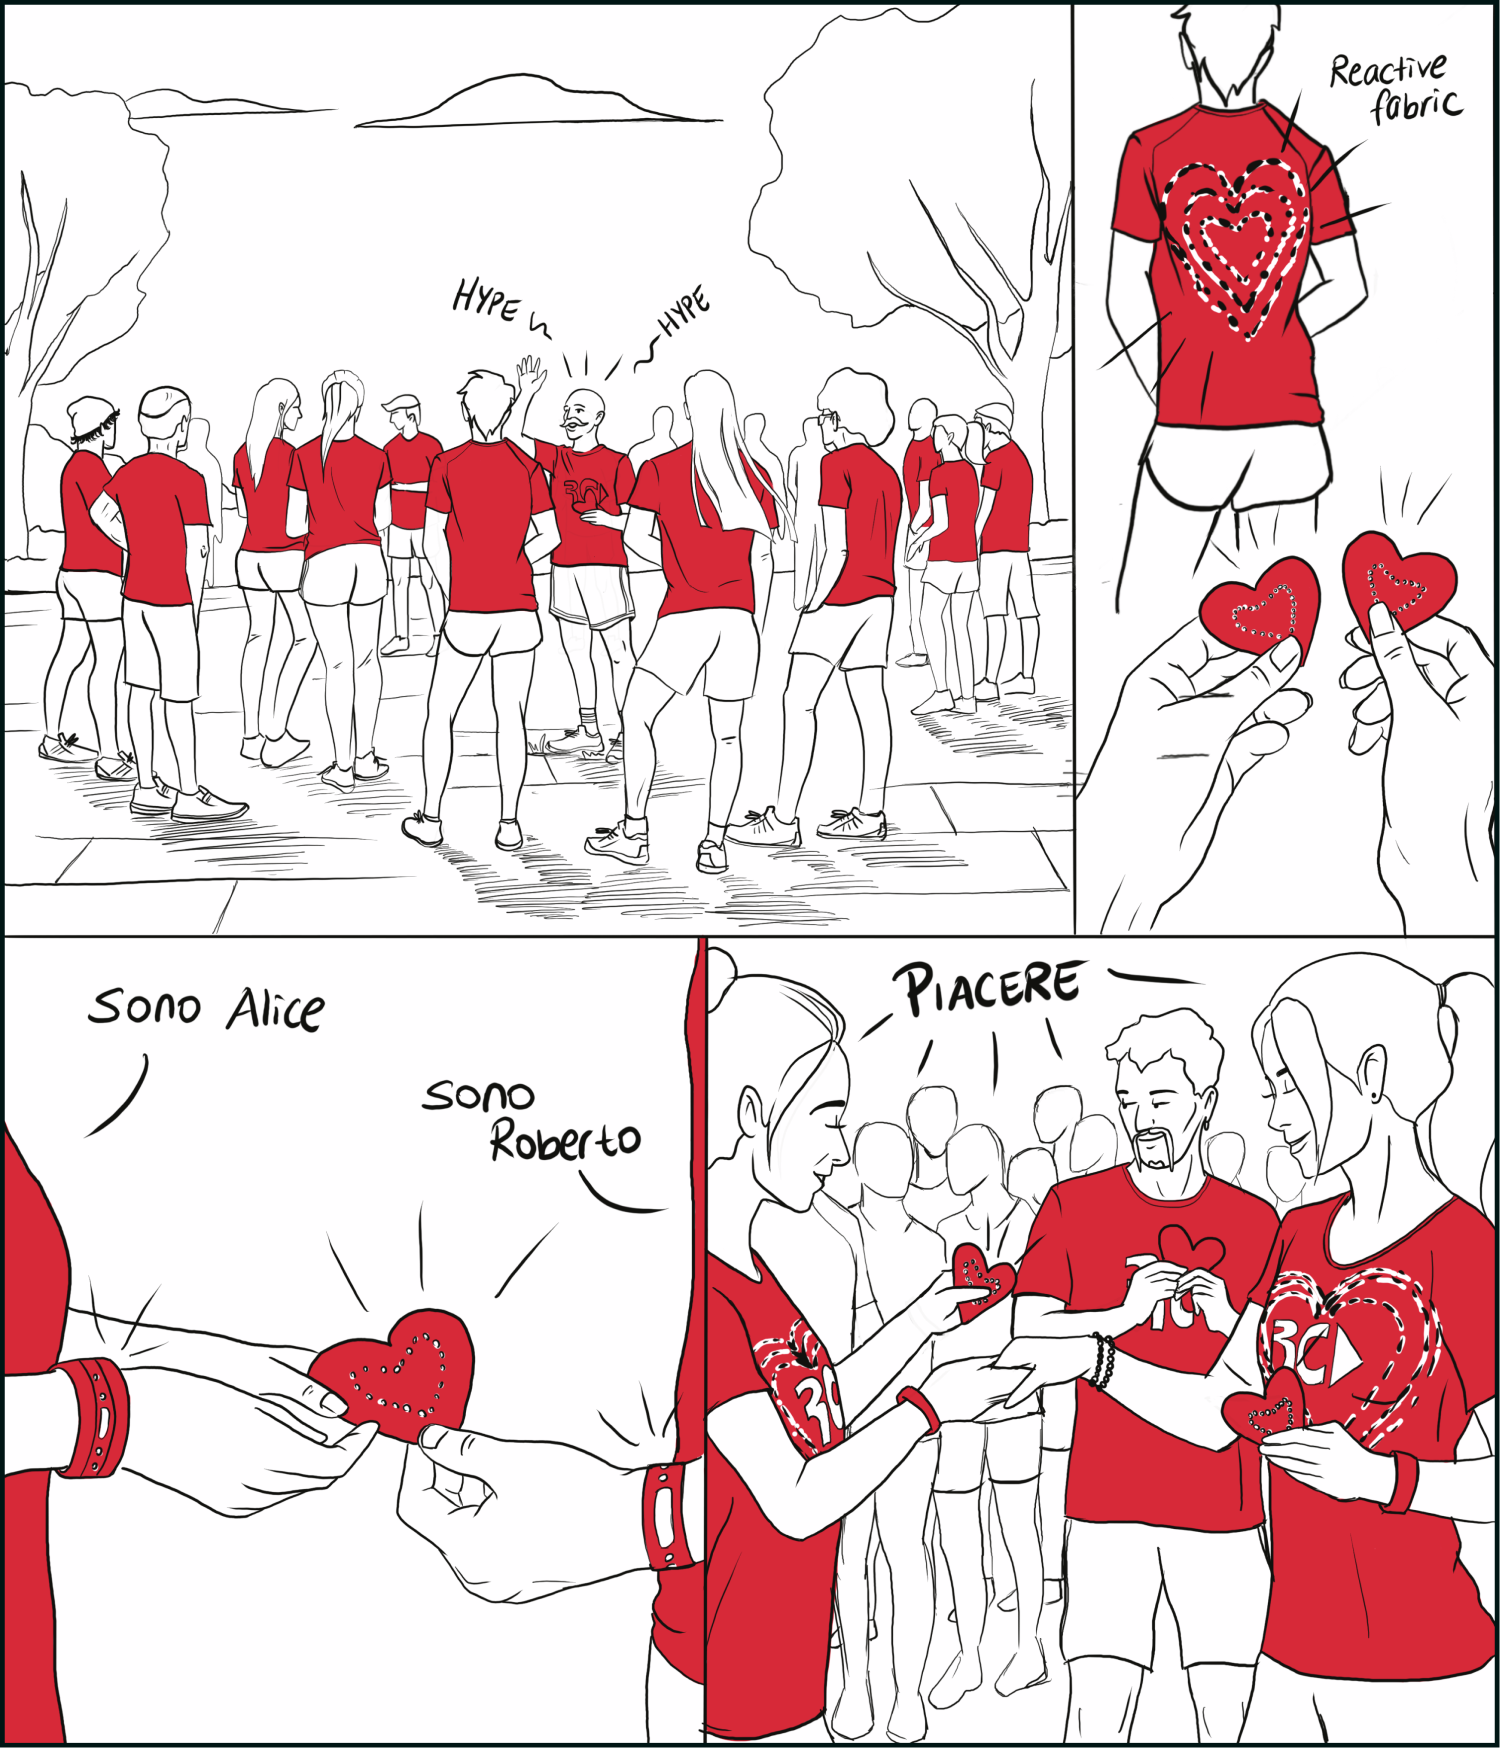 HYPE
HYPE
Reactive
fabric
Sono Alice
Sono
Roberto
PIACERE